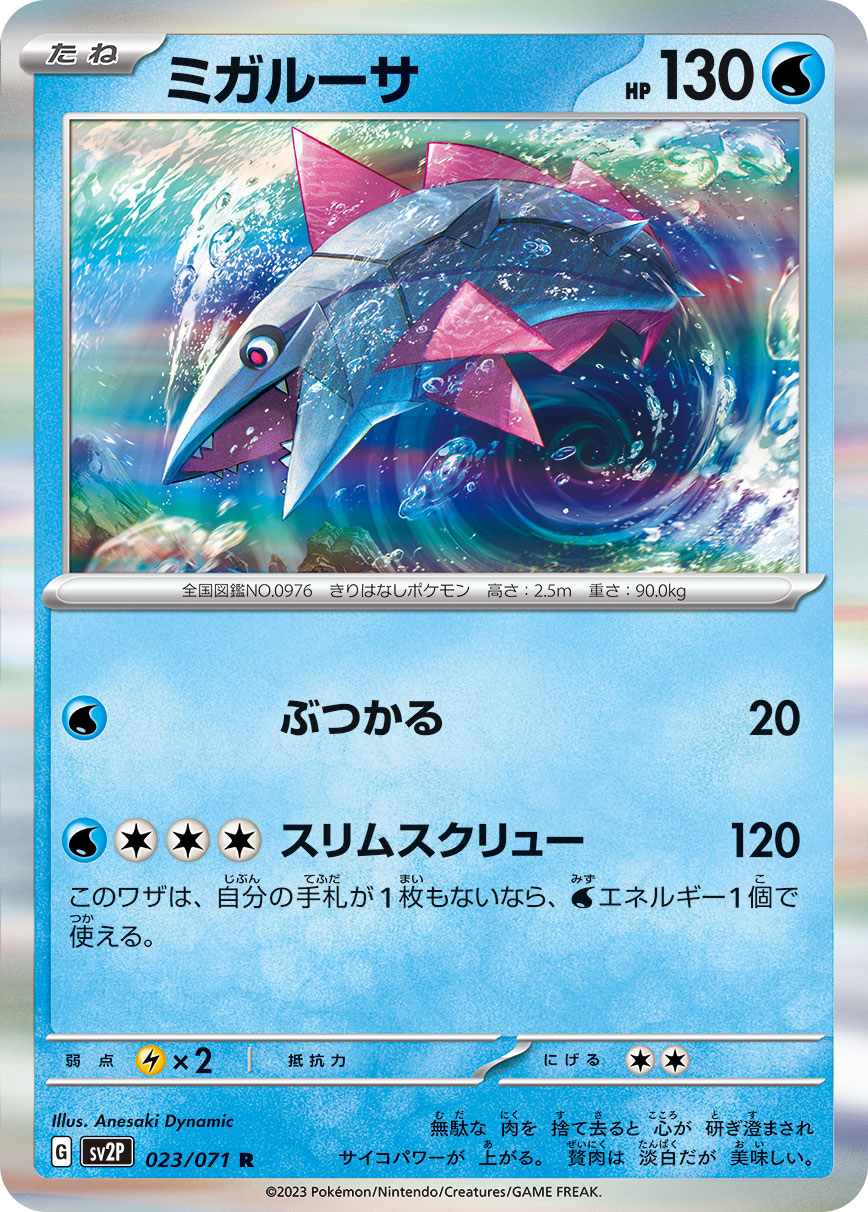 たね ミガルーサ HP 130
全国図鑑NO.0976 きりはなしポケモン 高さ：2.5m 重さ：90.0kg
ぶつかる 20
スリムスクリュー 120
このワザは、自分の手札が1枚もないなら、エネルギー1個で
使える。
弱点 ×2 抵抗力 にげる
Illus. Anesaki Dynamic
無駄な 肉を 捨て去ると 心が 研ぎ澄まされ
サイコパワーが 上がる。 贅肉は 淡白だが 美味しい。
G sv2P 023/071 R
©2023 Pokémon/Nintendo/Creatures/GAME FREAK.